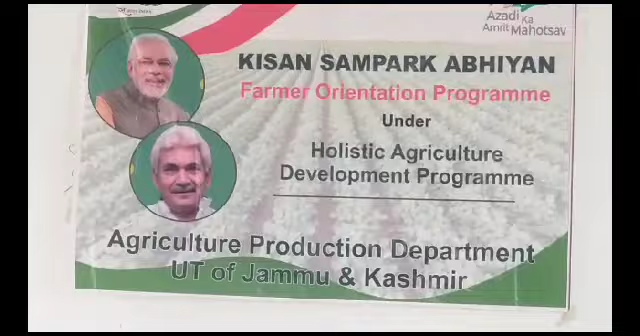 Azadi Ka
Amrit Mahotsav
KISAN SAMPARK ABHIYAN
Farmer Orientation Programme
Under
Holistic Agriculture
Development Programme
Agriculture Production Department
UT of Jammu & Kashmir